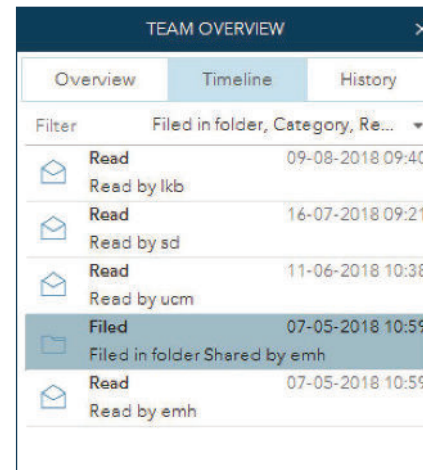 TEAM OVERVIEW ×
Overview Timeline History
Filter Filed in folder, Category, Re...
Read 09-08-2018 09:40
Read by lkb
Read 16-07-2018 09:21
Read by sd
Read 11-06-2018 10:38
Read by ucm
Filed 07-05-2018 10:59
Filed in folder Shared by emh
Read 07-05-2018 10:59
Read by emh